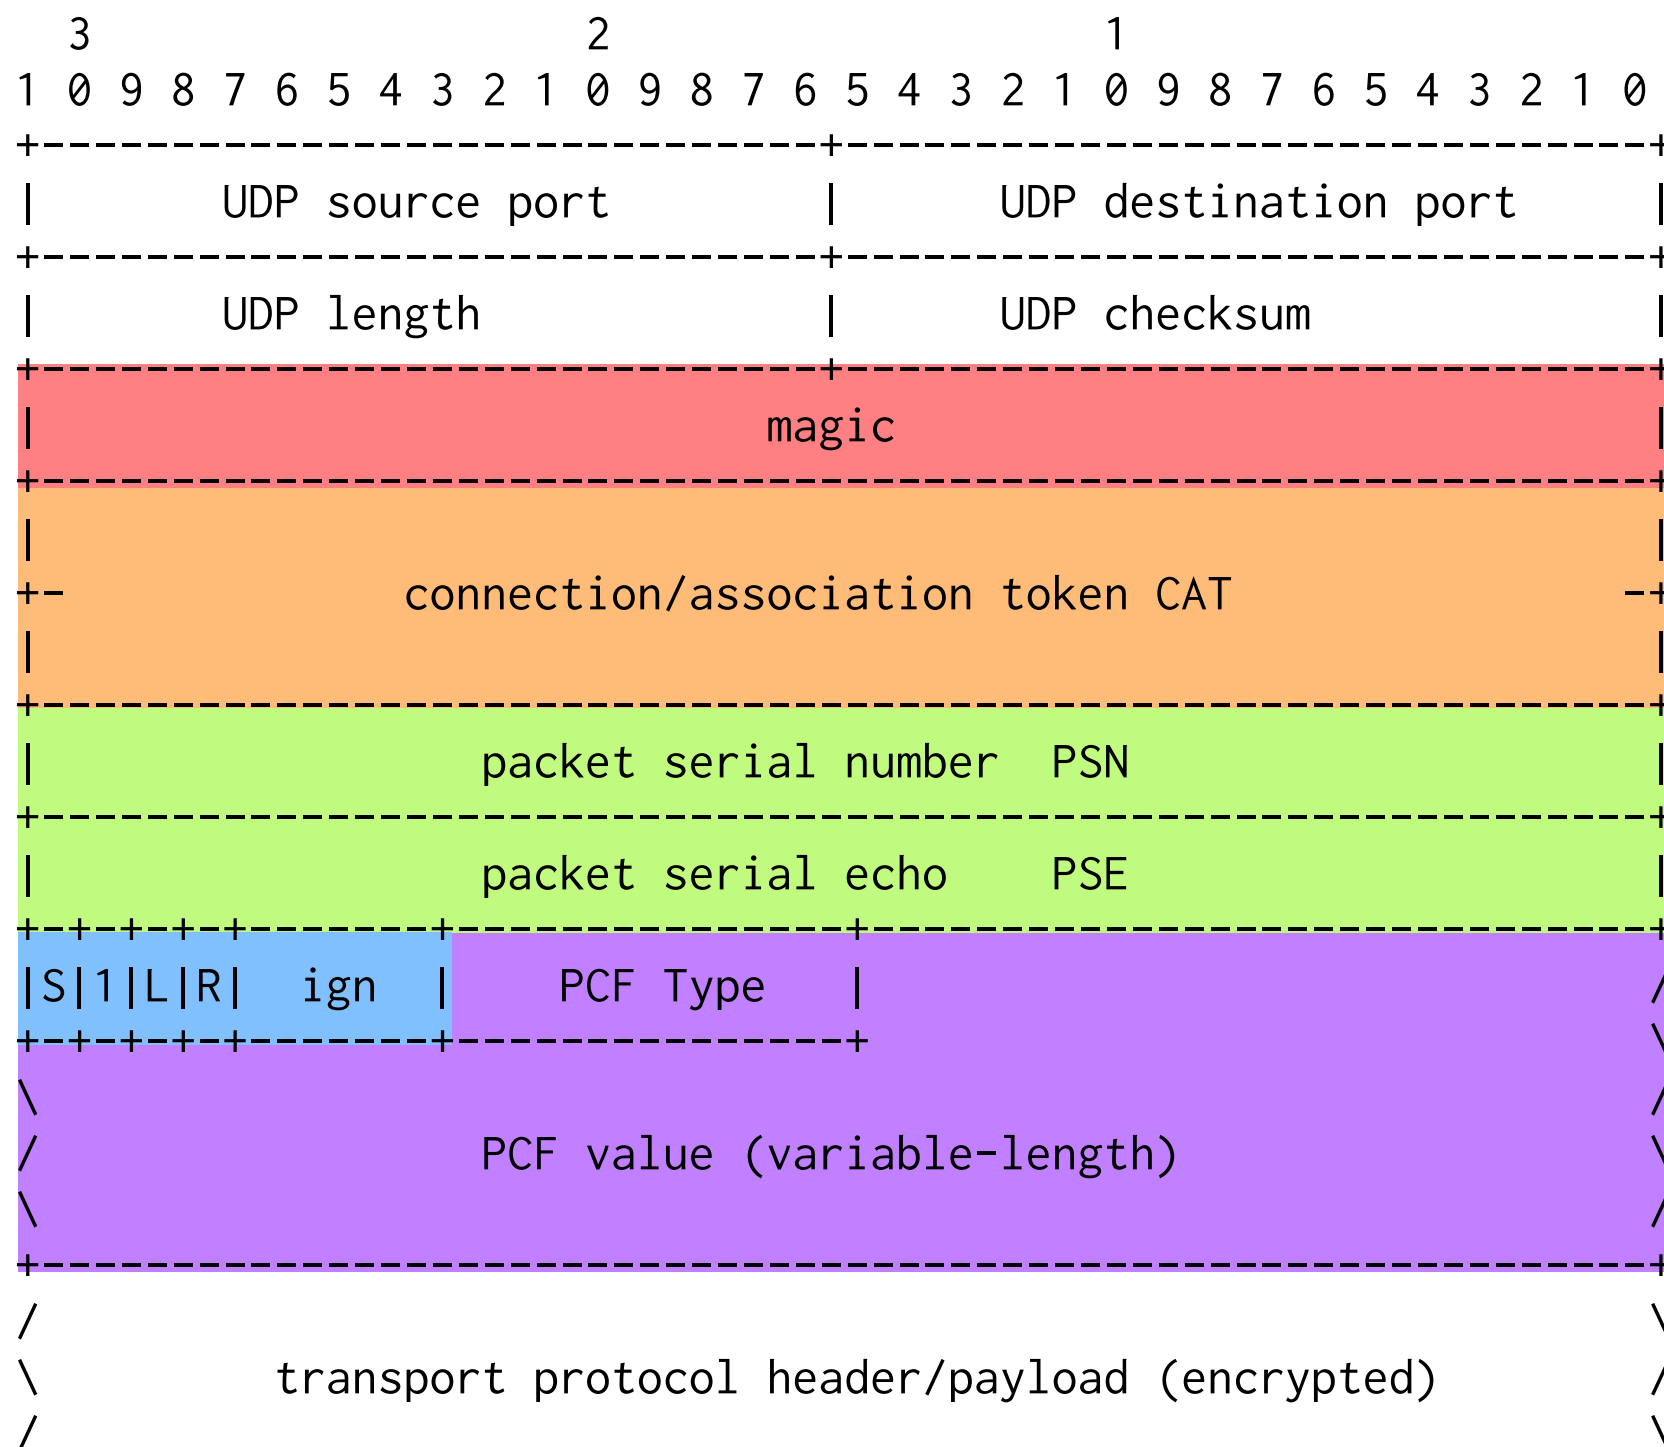 3                   2                   1
1 0 9 8 7 6 5 4 3 2 1 0 9 8 7 6 5 4 3 2 1 0 9 8 7 6 5 4 3 2 1 0
+------------------------------+--------------------------------+
|       UDP source port        |      UDP destination port      |
+------------------------------+--------------------------------+
|       UDP length             |      UDP checksum              |
+------------------------------+--------------------------------+
|                            magic                              |
+---------------------------------------------------------------+
|                                                               |
+-             connection/association token CAT                -+
|                                                               |
+---------------------------------------------------------------+
|                 packet serial number  PSN                     |
+---------------------------------------------------------------+
|                 packet serial echo    PSE                     |
+-+-+-+-+-------+---------------+-------------------------------+
|S|1|L|R|  ign  |    PCF Type   |                               /
+-+-+-+-+-------+---------------+                               \
\                                                               /
/                 PCF value (variable-length)                   \
\                                                               /
+---------------------------------------------------------------+
/                                                               \
\         transport protocol header/payload (encrypted)         /
/                                                               \